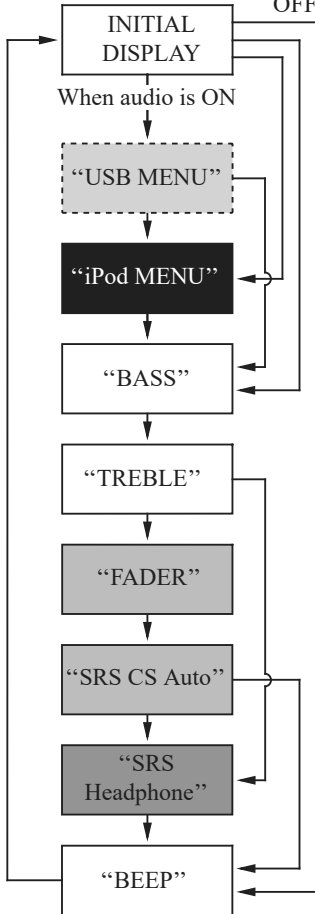 OFF
INITIAL
DISPLAY
When audio is ON
“USB MENU”
“iPod MENU”
“BASS”
“TREBLE”
“FADER”
“SRS CS Auto”
“SRS
Headphone”
“BEEP”